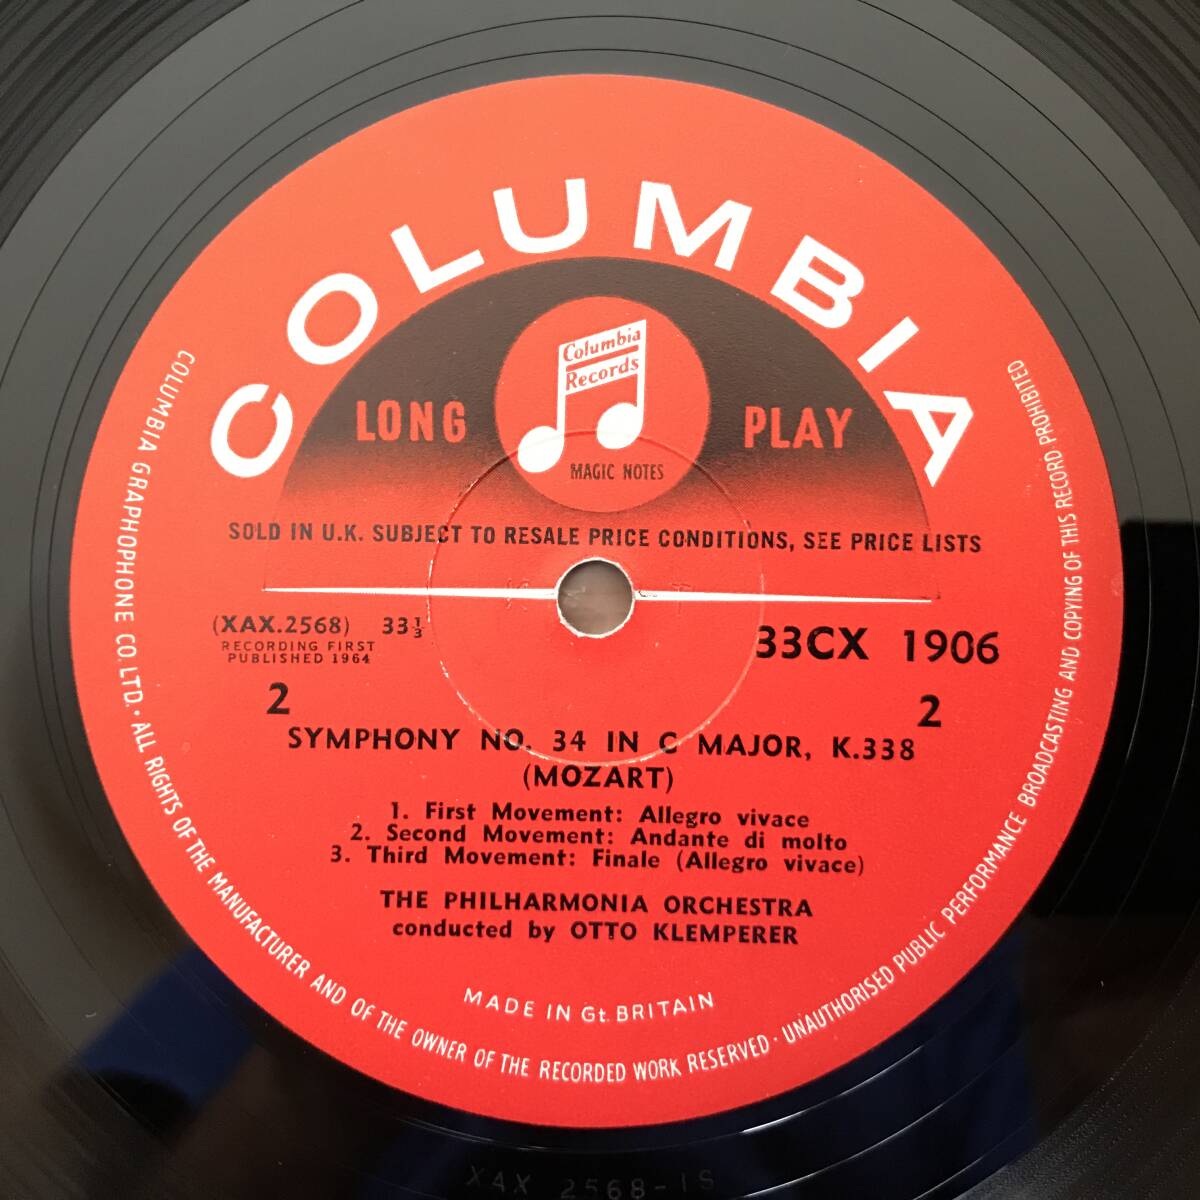 COLUMBIA
Columbia
Records
LONG PLAY
MAGIC NOTES
SOLD IN U.K. SUBJECT TO RESALE PRICE CONDITIONS, SEE PRICE LISTS
K T
(XAX.2568) 33⅓
RECORDING FIRST
PUBLISHED 1964
33CX 1906
2 2
SYMPHONY NO. 34 IN C MAJOR, K.338
(MOZART)
1. First Movement: Allegro vivace
2. Second Movement: Andante di molto
3. Third Movement: Finale (Allegro vivace)
THE PHILHARMONIA ORCHESTRA
conducted by OTTO KLEMPERER
MADE IN Gt. BRITAIN
COLUMBIA GRAPHOPHONE CO. LTD. · ALL RIGHTS OF THE MANUFACTURER AND OF THE OWNER OF THE RECORDED WORK RESERVED · UNAUTHORISED PUBLIC PERFORMANCE BROADCASTING AND COPYING OF THIS RECORD PROHIBITED
XAX 2568-1S